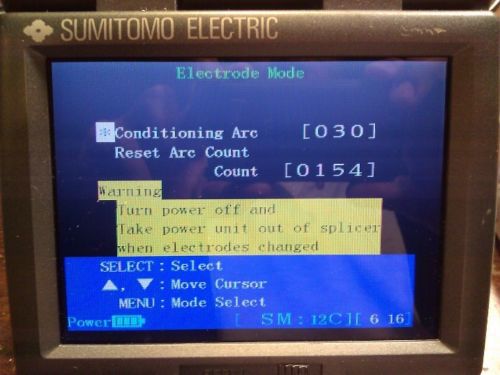 SUMITOMO ELECTRIC
Electrode Mode
*Conditioning Arc [030]
Reset Arc Count
Count [0154]
Warning
Turn power off and
Take power unit out of splicer
when electrodes changed
SELECT : Select
▲, ▼ : Move Cursor
MENU : Mode Select
Power [ SM : 12C][ 6 16]